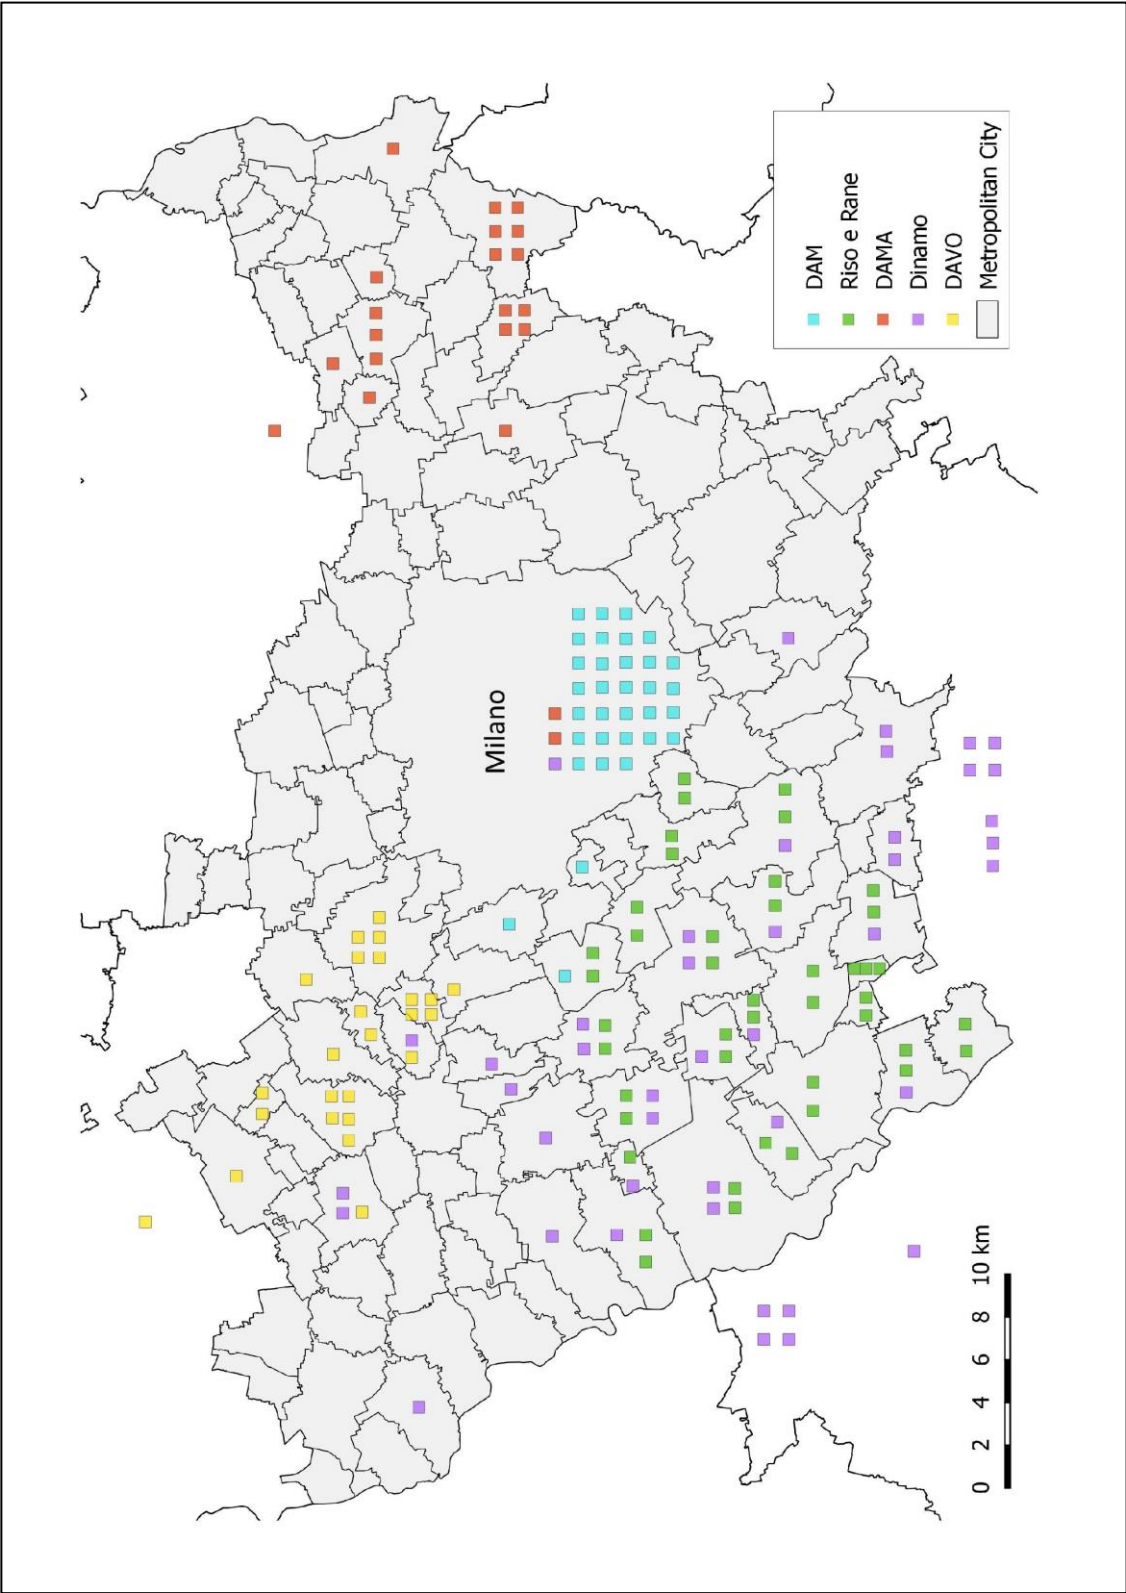 Milano
DAM
Riso e Rane
DAMA
Dinamo
DAVO
Metropolitan City
0 2 4 6 8 10 km